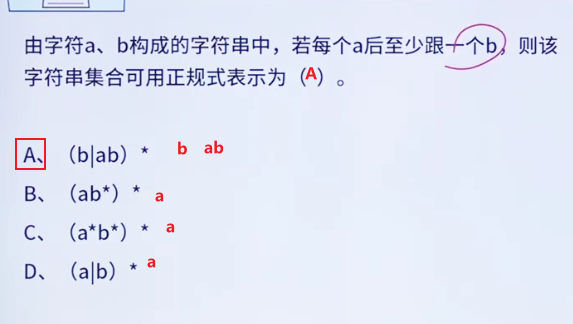 由字符a、b构成的字符串中，若每个a后至少跟一个b，则该
字符串集合可用正规式表示为（A）。
A、（b|ab）* b ab
B、（ab*）* a
C、（a*b*）* a
D、（a|b）* a